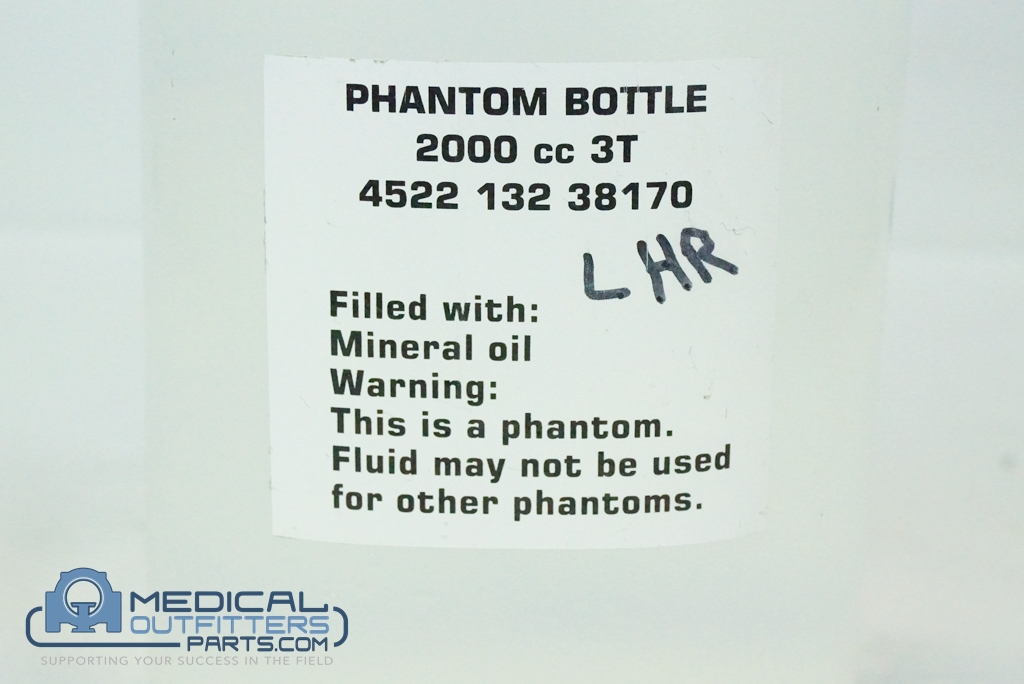 PHANTOM BOTTLE
2000 cc 3T
4522 132 38170
LHR
Filled with:
Mineral oil
Warning:
This is a phantom.
Fluid may not be used
for other phantoms.
MEDICAL
OUTFITTERS
PARTS.COM
SUPPORTING YOUR SUCCESS IN THE FIELD